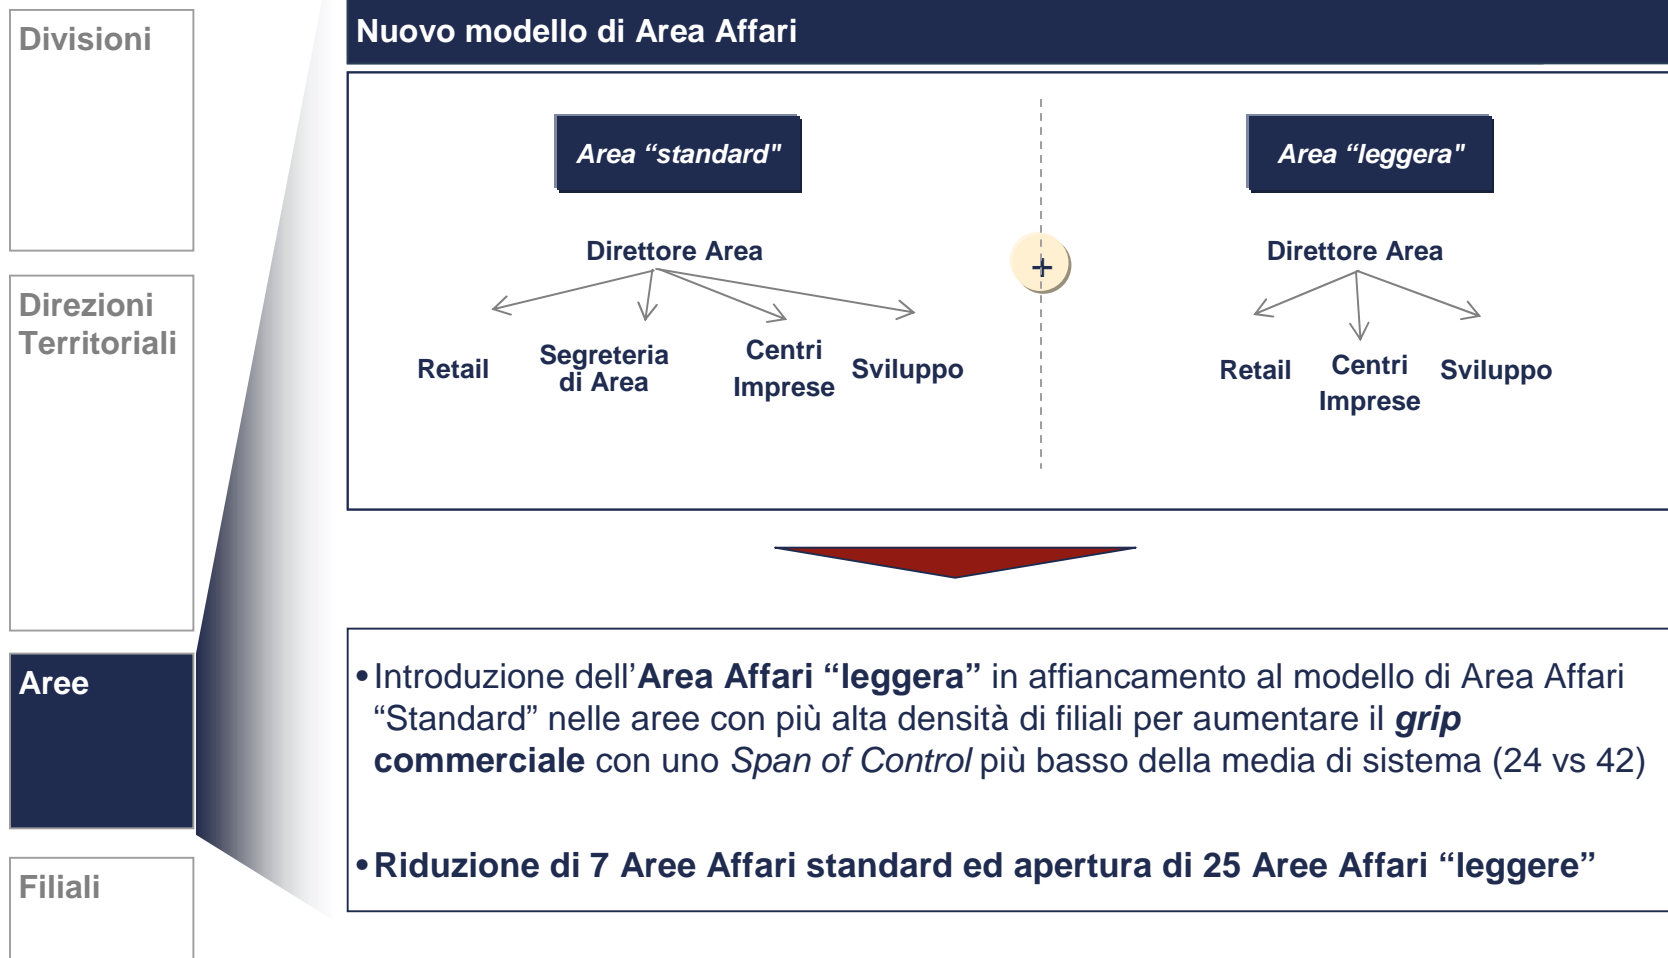 Divisioni
Direzioni
Territoriali
Aree
Filiali
Nuovo modello di Area Affari
Area “standard"
Direttore Area
Retail
Segreteria
di Area
Centri
Imprese
Sviluppo
+
Area “leggera"
Direttore Area
Retail
Centri
Imprese
Sviluppo
•Introduzione dell’Area Affari “leggera” in affiancamento al modello di Area Affari
“Standard” nelle aree con più alta densità di filiali per aumentare il grip
commerciale con uno Span of Control più basso della media di sistema (24 vs 42)
•Riduzione di 7 Aree Affari standard ed apertura di 25 Aree Affari “leggere”